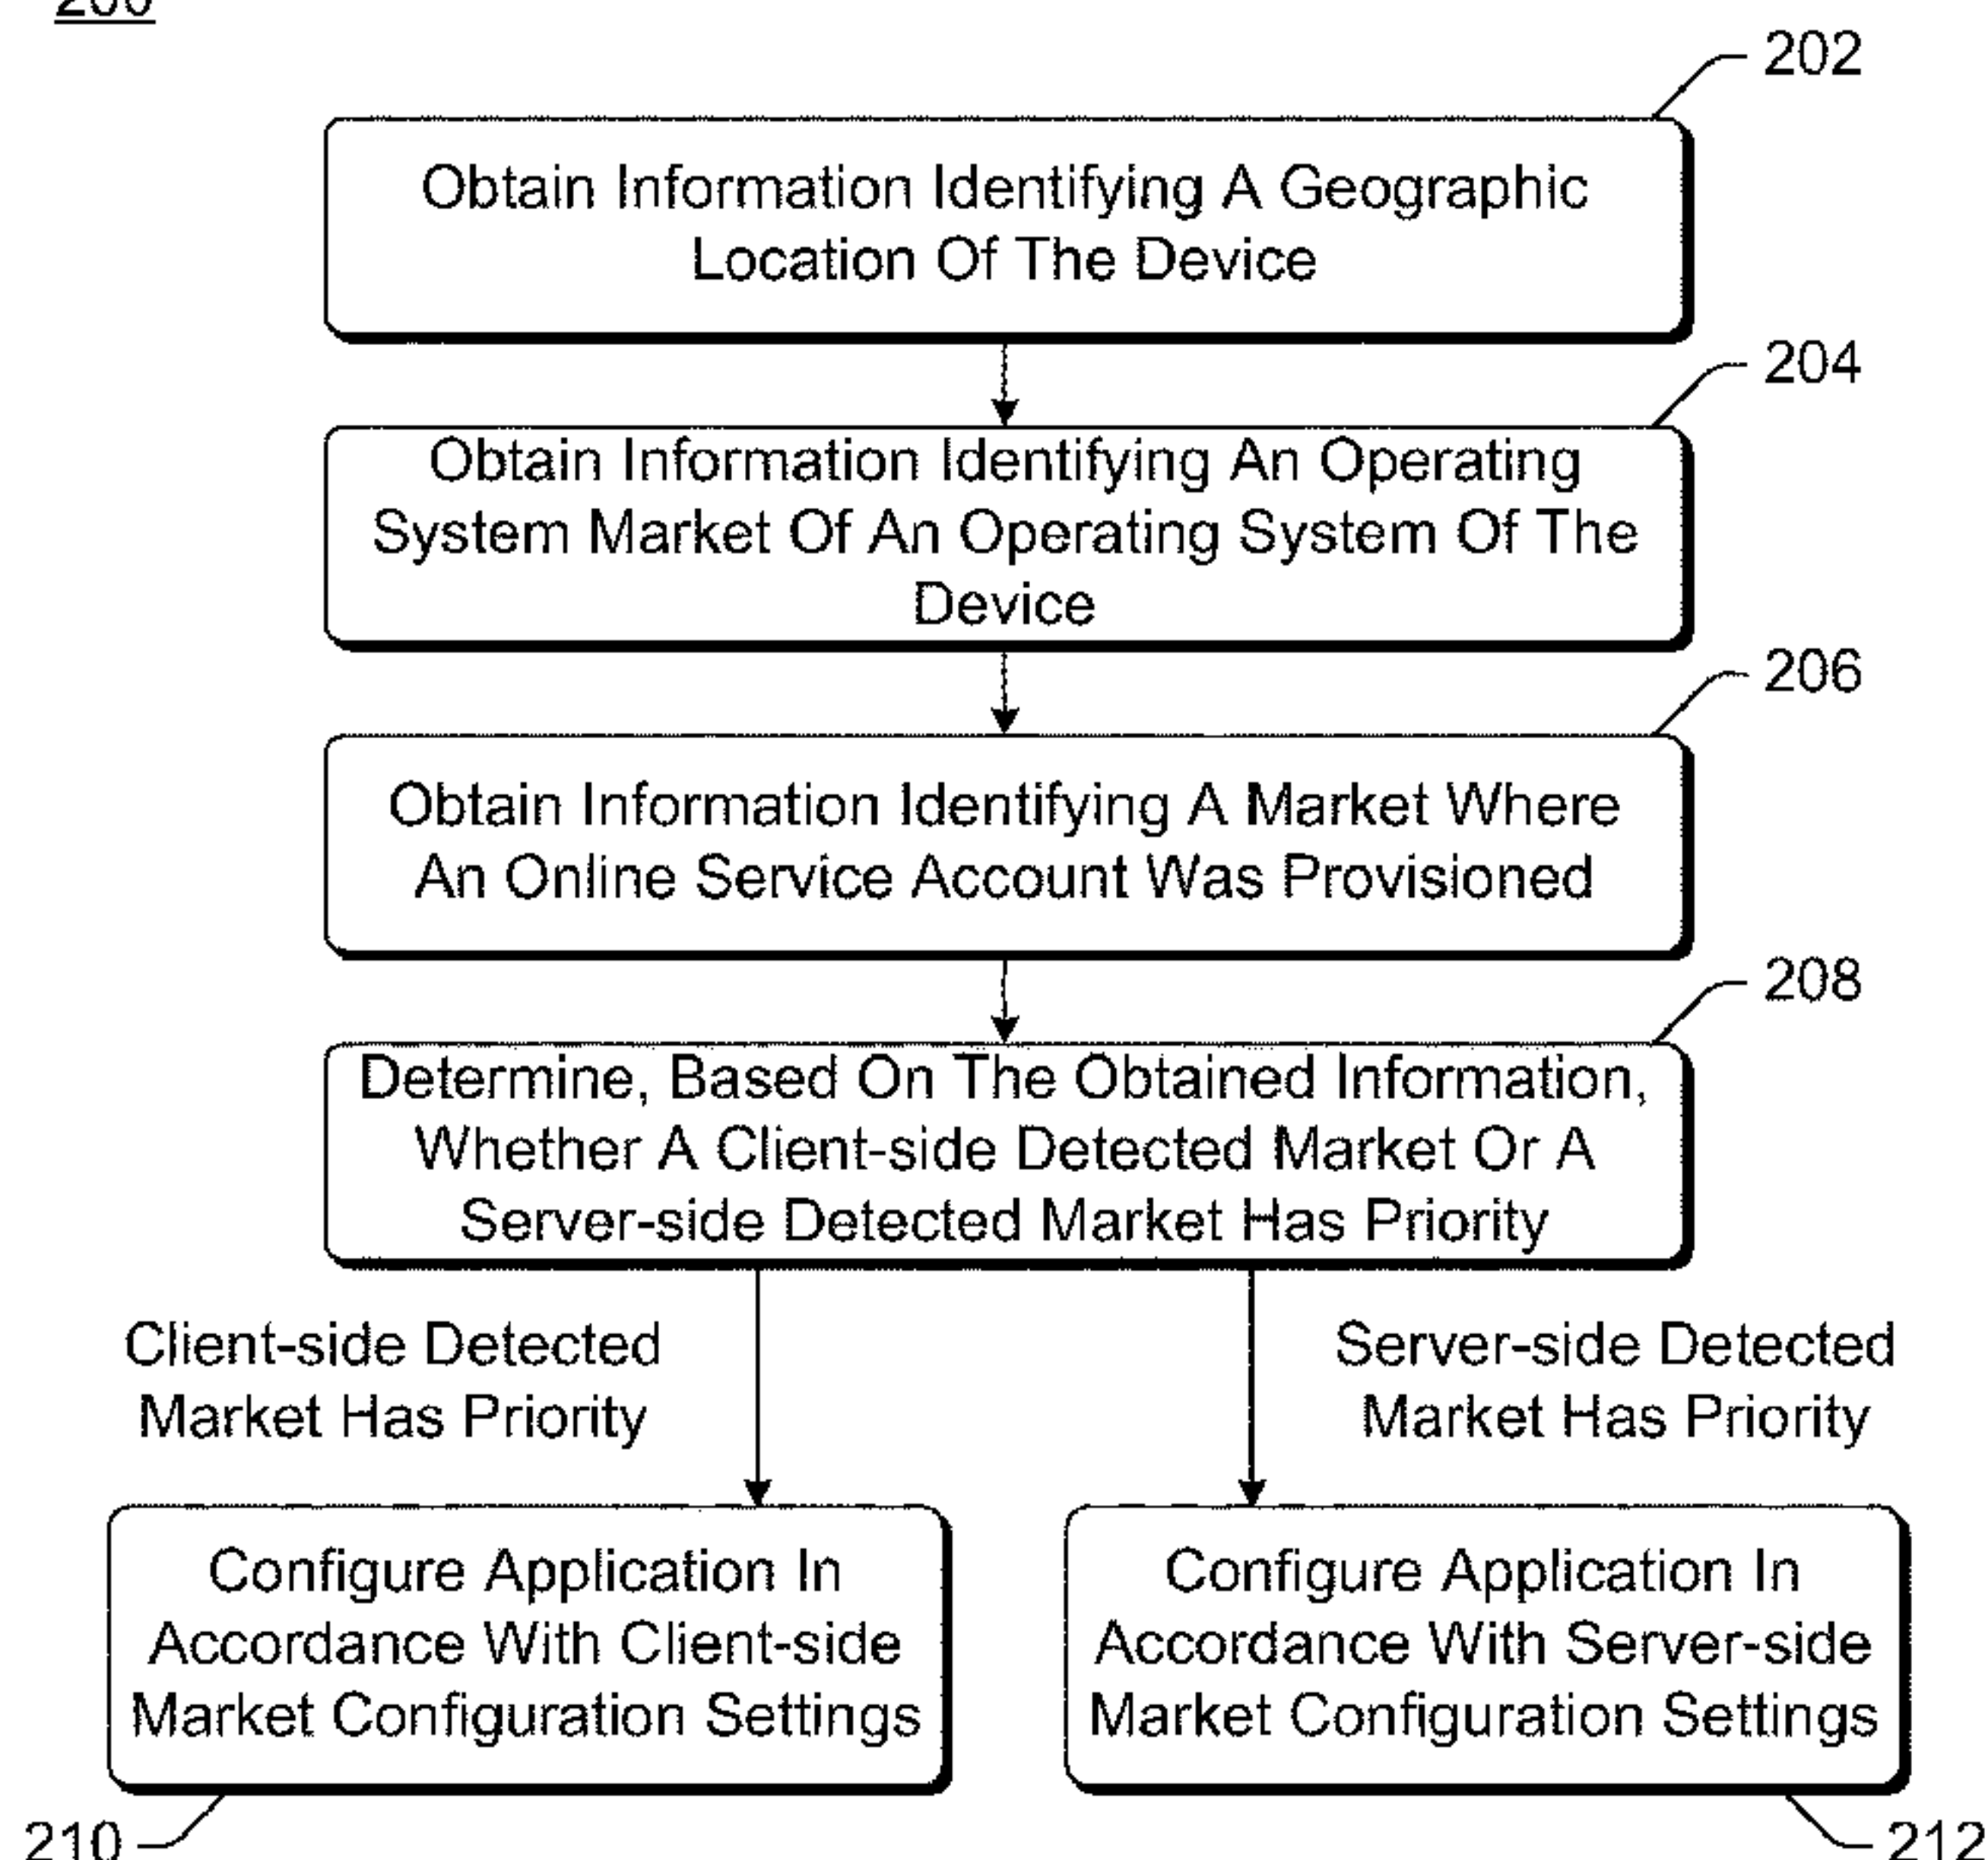 200
202
Obtain Information Identifying A Geographic
Location Of The Device
204
Obtain Information Identifying An Operating
System Market Of An Operating System Of The
Device
206
Obtain Information Identifying A Market Where
An Online Service Account Was Provisioned
208
Determine, Based On The Obtained Information,
Whether A Client-side Detected Market Or A
Server-side Detected Market Has Priority
Client-side Detected
Market Has Priority
Server-side Detected
Market Has Priority
Configure Application In
Accordance With Client-side
Market Configuration Settings
210
Configure Application In
Accordance With Server-side
Market Configuration Settings
212